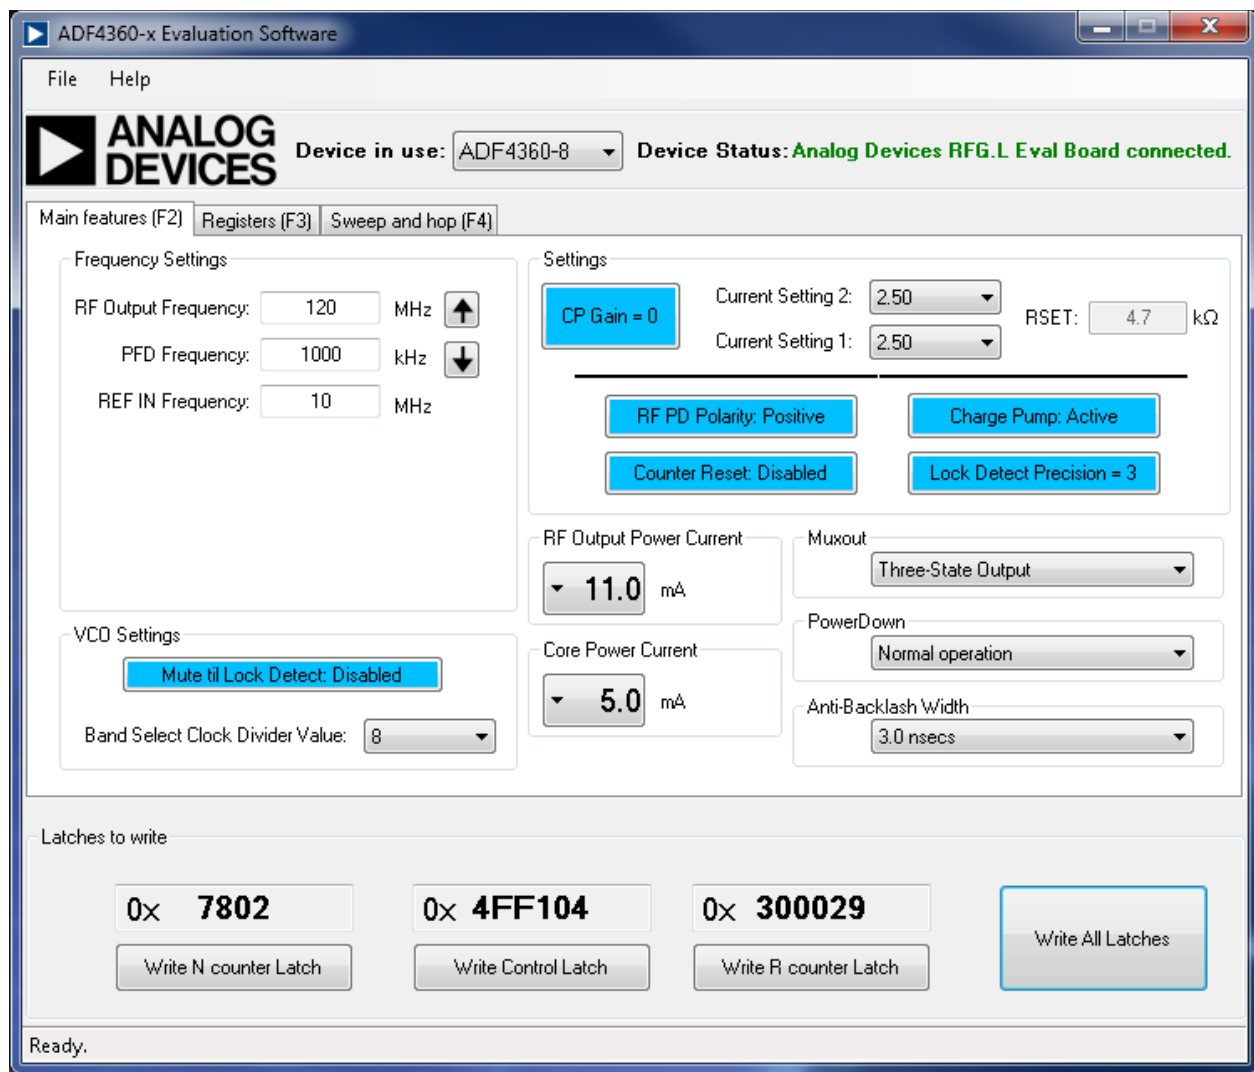 ADF4360-x Evaluation Software
File Help
ANALOG
DEVICES
Device in use: ADF4360-8 Device Status: Analog Devices RFG.L Eval Board connected.
Main features (F2) Registers (F3) Sweep and hop (F4)
Frequency Settings
RF Output Frequency: 120 MHz
PFD Frequency: 1000 kHz
REF IN Frequency: 10 MHz
Settings
CP Gain = 0
Current Setting 2: 2.50
Current Setting 1: 2.50
RSET: 4.7 kΩ
RF PD Polarity: Positive Charge Pump: Active
Counter Reset: Disabled Lock Detect Precision = 3
RF Output Power Current
11.0 mA
Muxout
Three-State Output
VCO Settings
Mute til Lock Detect: Disabled
Band Select Clock Divider Value: 8
Core Power Current
5.0 mA
PowerDown
Normal operation
Anti-Backlash Width
3.0 nsecs
Latches to write
0x 7802 0x 4FF104 0x 300029
Write N counter Latch Write Control Latch Write R counter Latch
Write All Latches
Ready.